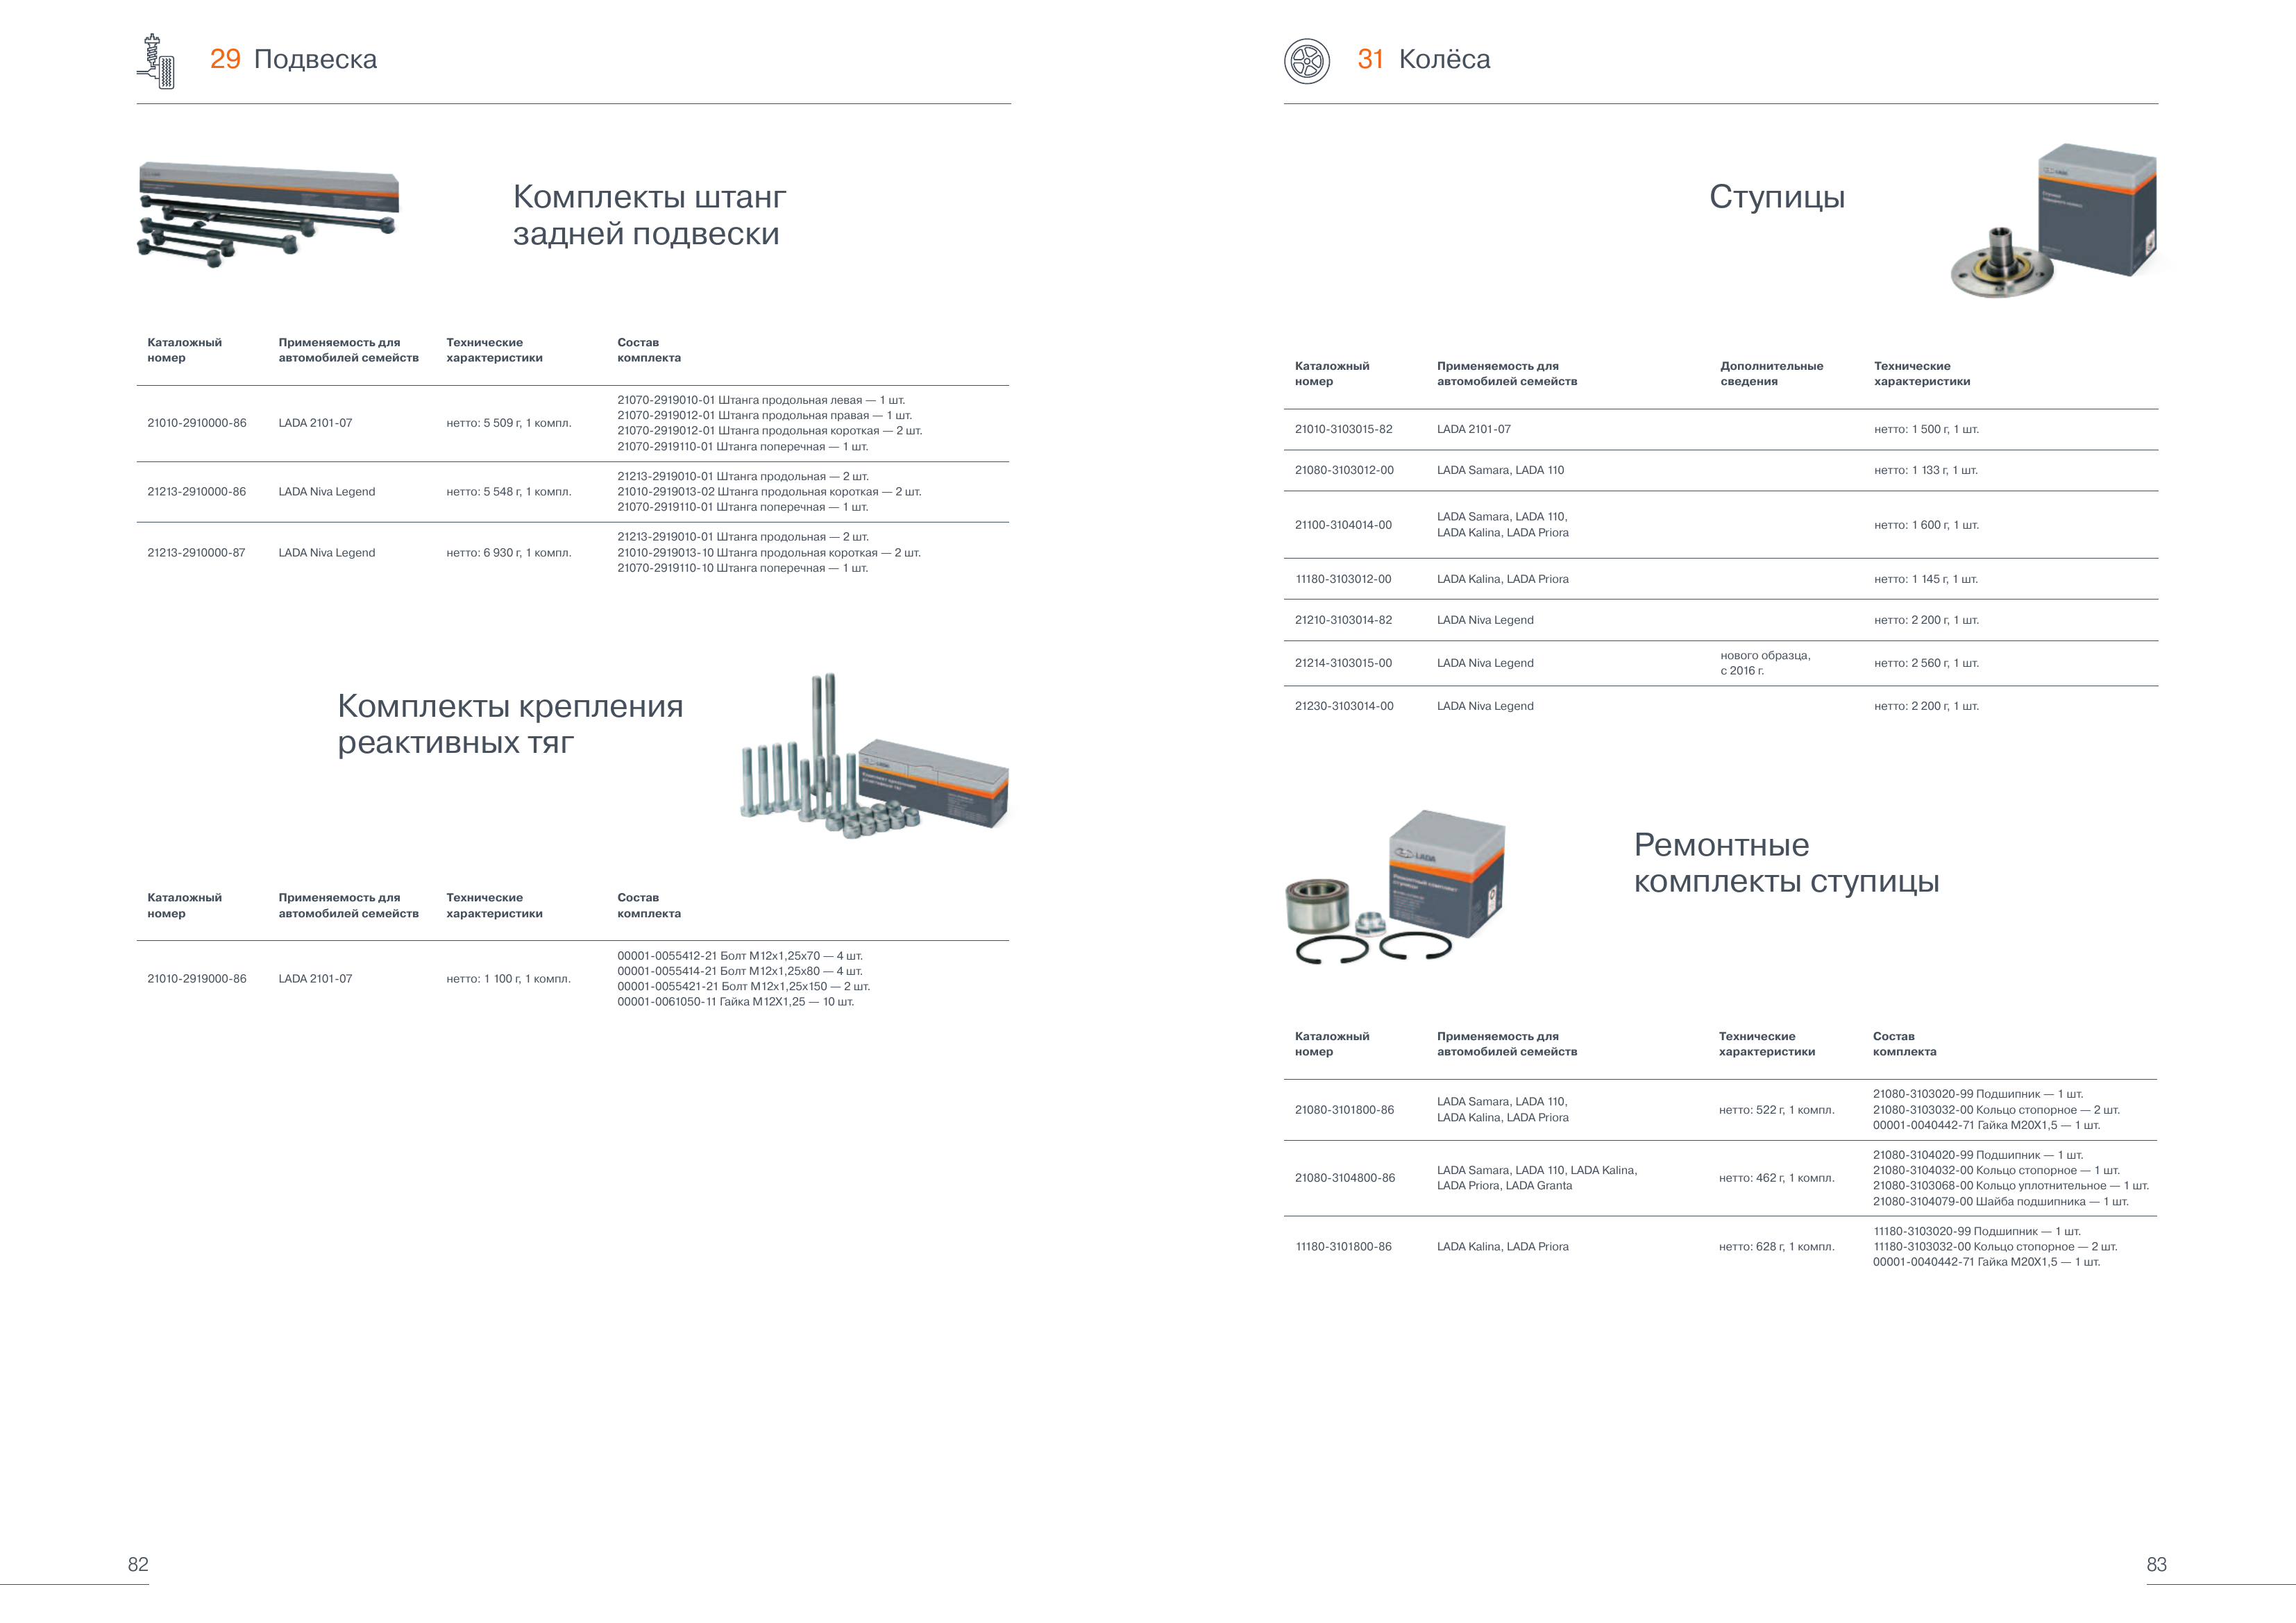 29 Подвеска
Комплекты штанг
задней подвески
Каталожный
номер
Применяемость для
автомобилей семейств
Технические
характеристики
Состав
комплекта
21010-2910000-86
LADA 2101-07
нетто: 5 509 г, 1 компл.
21070-2919010-01 Штанга продольная левая — 1 шт.
21070-2919012-01 Штанга продольная правая — 1 шт.
21070-2919012-01 Штанга продольная короткая — 2 шт.
21070-2919110-01 Штанга поперечная — 1 шт.
21213-2910000-86
LADA Niva Legend
нетто: 5 548 г, 1 компл.
21213-2919010-01 Штанга продольная — 2 шт.
21010-2919013-02 Штанга продольная короткая — 2 шт.
21070-2919110-01 Штанга поперечная — 1 шт.
21213-2910000-87
LADA Niva Legend
нетто: 6 930 г, 1 компл.
21213-2919010-01 Штанга продольная — 2 шт.
21010-2919013-10 Штанга продольная короткая — 2 шт.
21070-2919110-10 Штанга поперечная — 1 шт.
Комплекты крепления
реактивных тяг
Каталожный
номер
Применяемость для
автомобилей семейств
Технические
характеристики
Состав
комплекта
21010-2919000-86
LADA 2101-07
нетто: 1 100 г, 1 компл.
00001-0055412-21 Болт М12х1,25х70 — 4 шт.
00001-0055414-21 Болт М12х1,25х80 — 4 шт.
00001-0055421-21 Болт М12х1,25х150 — 2 шт.
00001-0061050-11 Гайка М12Х1,25 — 10 шт.
82
31 Колёса
Ступицы
Каталожный
номер
Применяемость для
автомобилей семейств
Дополнительные
сведения
Технические
характеристики
21010-3103015-82
LADA 2101-07
нетто: 1 500 г, 1 шт.
21080-3103012-00
LADA Samara, LADA 110
нетто: 1 133 г, 1 шт.
21100-3104014-00
LADA Samara, LADA 110,
LADA Kalina, LADA Priora
нетто: 1 600 г, 1 шт.
11180-3103012-00
LADA Kalina, LADA Priora
нетто: 1 145 г, 1 шт.
21210-3103014-82
LADA Niva Legend
нетто: 2 200 г, 1 шт.
21214-3103015-00
LADA Niva Legend
нового образца,
с 2016 г.
нетто: 2 560 г, 1 шт.
21230-3103014-00
LADA Niva Legend
нетто: 2 200 г, 1 шт.
LADA
Ремонтные
комплекты ступицы
Каталожный
номер
Применяемость для
автомобилей семейств
Технические
характеристики
Состав
комплекта
21080-3101800-86
LADA Samara, LADA 110,
LADA Kalina, LADA Priora
нетто: 522 г, 1 компл.
21080-3103020-99 Подшипник — 1 шт.
21080-3103032-00 Кольцо стопорное — 2 шт.
00001-0040442-71 Гайка М20Х1,5 — 1 шт.
21080-3104800-86
LADA Samara, LADA 110, LADA Kalina,
LADA Priora, LADA Granta
нетто: 462 г, 1 компл.
21080-3104020-99 Подшипник — 1 шт.
21080-3104032-00 Кольцо стопорное — 1 шт.
21080-3103068-00 Кольцо уплотнительное — 1 шт.
21080-3104079-00 Шайба подшипника — 1 шт.
11180-3101800-86
LADA Kalina, LADA Priora
нетто: 628 г, 1 компл.
11180-3103020-99 Подшипник — 1 шт.
11180-3103032-00 Кольцо стопорное — 2 шт.
00001-0040442-71 Гайка М20Х1,5 — 1 шт.
83